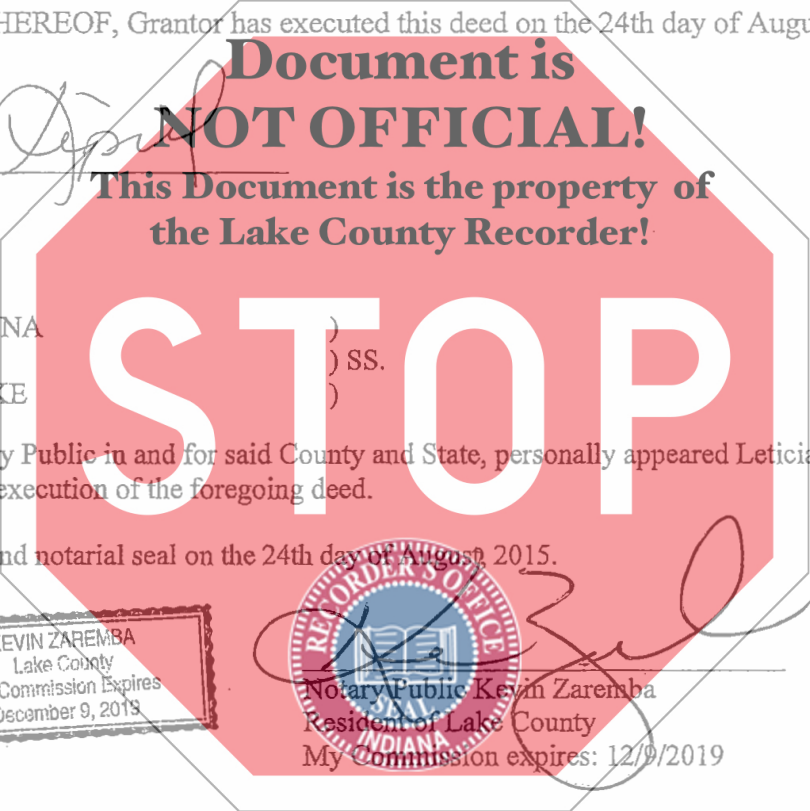 HEREOF, Grantor has executed this deed on the 24th day of Augu
Document is
NOT OFFICIAL!
This Document is the property of
the Lake County Recorder!
NA )
) SS.
KE )
STOP
y Public in and for said County and State, personally appeared Leticia
execution of the foregoing deed.
nd notarial seal on the 24th day of August, 2015.
RECORDER'S OFFICE
SEAL
INDIANA
KEVIN ZAREMBA
Lake County
Commission Expires
December 9, 2019
Notary Public Kevin Zaremba
Resident of Lake County
My Commission expires: 12/9/2019